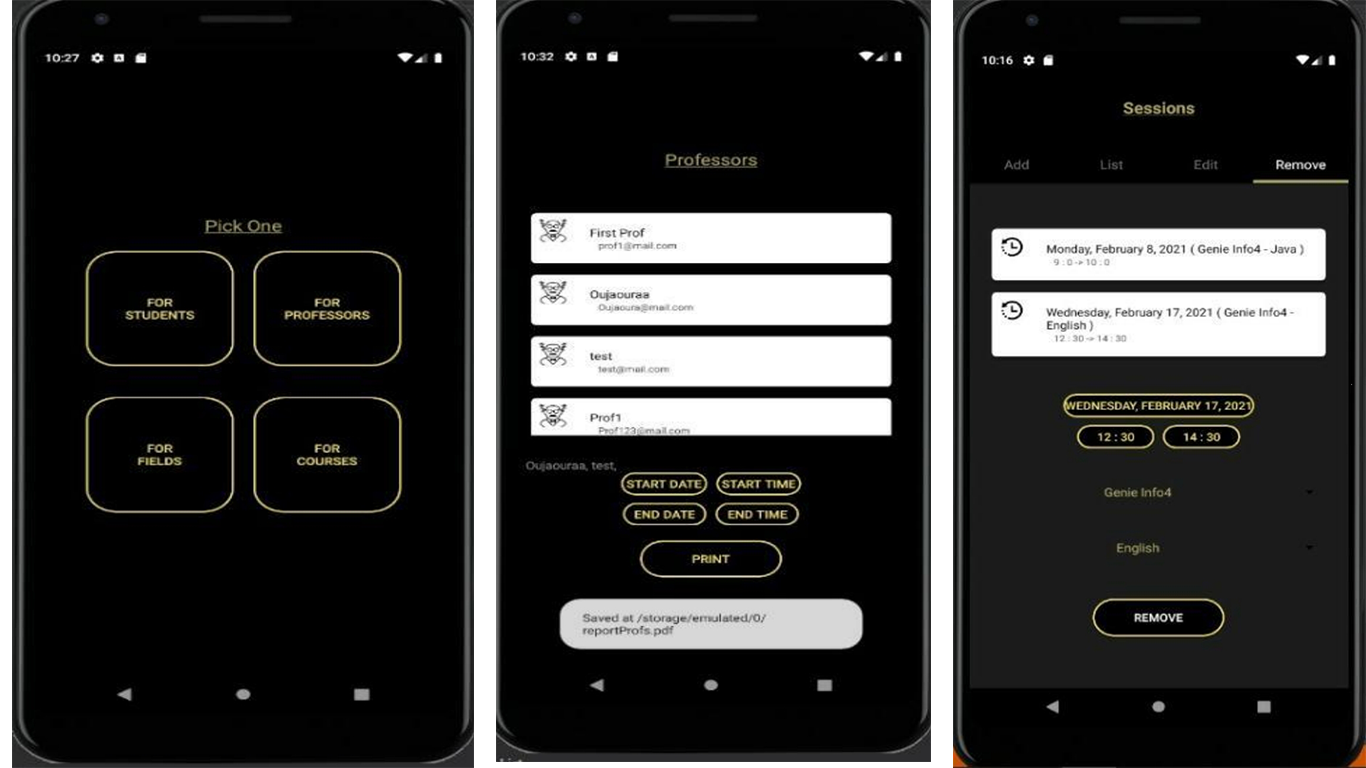 10:27
Pick One
FOR
STUDENTS
FOR
PROFESSORS
FOR
FIELDS
FOR
COURSES
10:32
Professors
First Prof
prof1@mail.com
Oujaouraa
Oujaoura@mail.com
test
test@mail.com
Prof1
Prof123@mail.com
Oujaouraa, test,
START DATE
START TIME
END DATE
END TIME
PRINT
Saved at /storage/emulated/0/
reportProfs.pdf
10:16
Sessions
Add
List
Edit
Remove
Monday, February 8, 2021 ( Genie Info4 - Java )
9 : 0 -> 10 : 0
Wednesday, February 17, 2021 ( Genie Info4 -
English )
12 : 30 -> 14 : 30
WEDNESDAY, FEBRUARY 17, 2021
12 : 30
14 : 30
Genie Info4
English
REMOVE